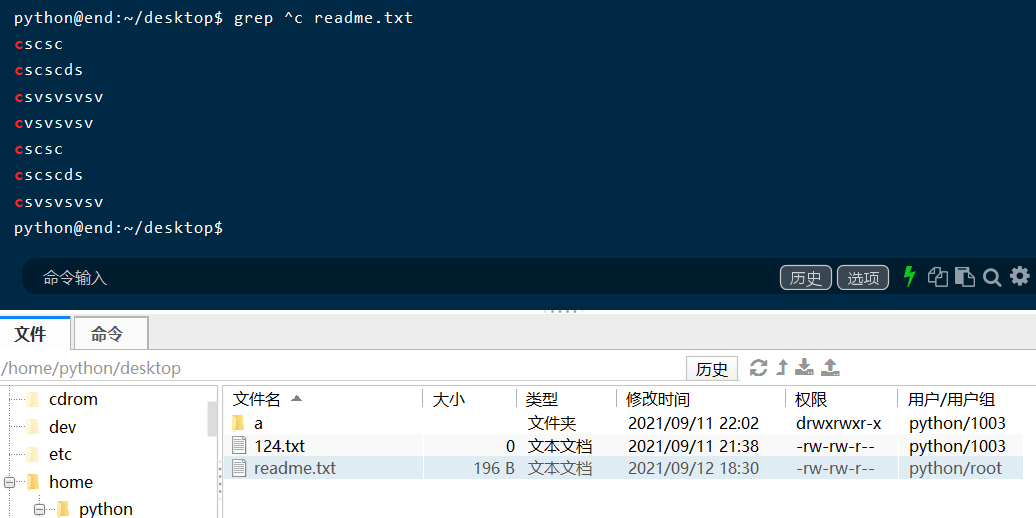 python@end:~/desktop$ grep ^c readme.txt
cscsc
cscscds
csvsvsvsv
cvsvsvsv
cscsc
cscscds
csvsvsvsv
python@end:~/desktop$
命令输入 历史 选项
文件 命令
/home/python/desktop 历史
cdrom
dev
etc
home
python
文件名 大小 类型 修改时间 权限 用户/用户组
a 文件夹 2021/09/11 22:02 drwxrwxr-x python/1003
124.txt 0 文本文档 2021/09/11 21:38 -rw-rw-r-- python/1003
readme.txt 196 B 文本文档 2021/09/12 18:30 -rw-rw-r-- python/root